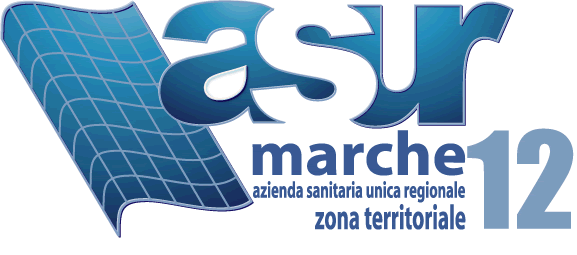 asur
marche 12
azienda sanitaria unica regionale
zona territoriale